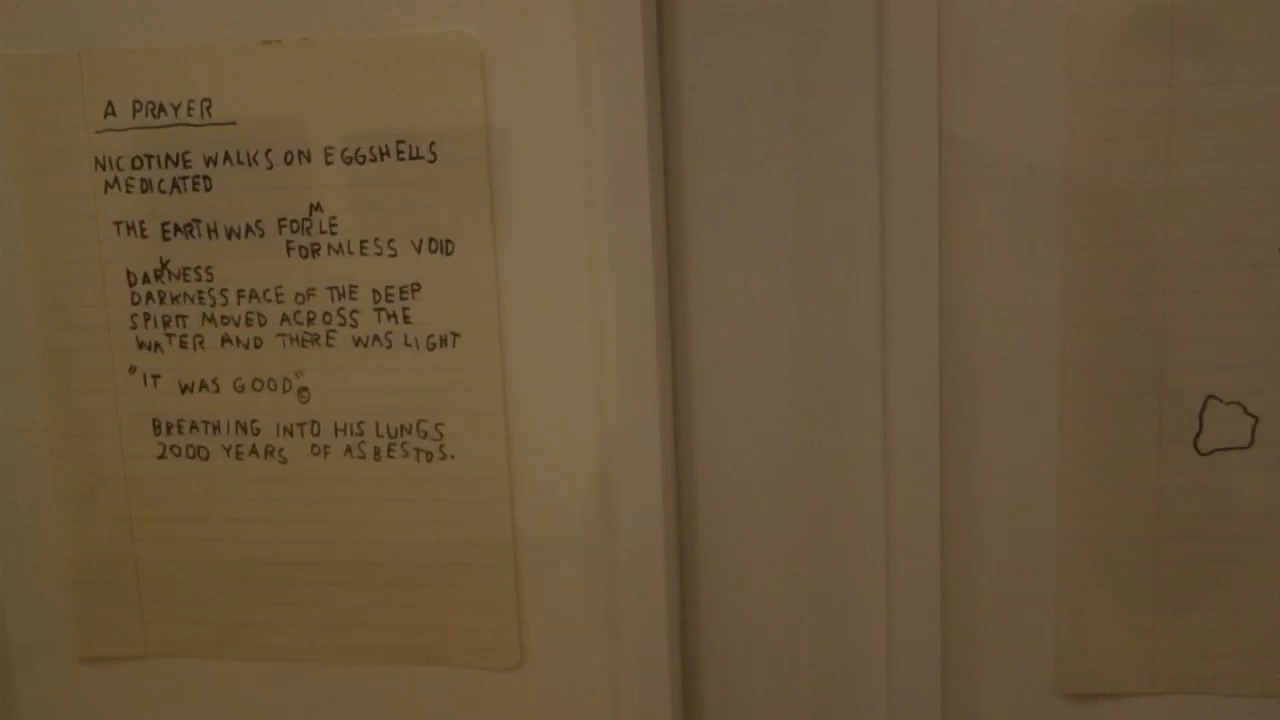 A PRAYER
NICOTINE WALKS ON EGGSHELLS
MEDICATED
M
THE EARTH WAS FORLE
FORMLESS VOID
DARKNESS
DARKNESS FACE OF THE DEEP
SPIRIT MOVED ACROSS THE
WATER AND THERE WAS LIGHT
"IT WAS GOOD"©
BREATHING INTO HIS LUNGS
2000 YEARS OF ASBESTOS.